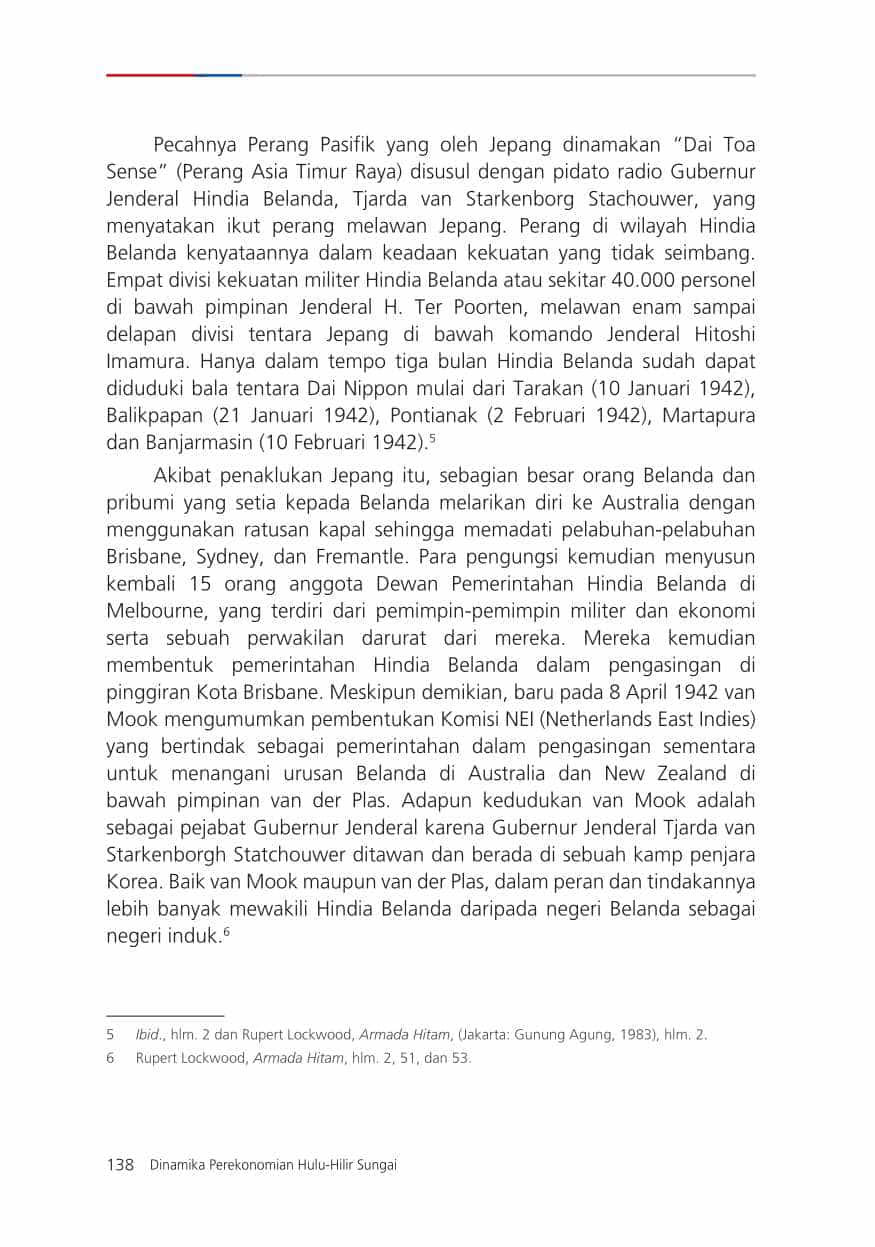 Pecahnya Perang Pasifik yang oleh Jepang dinamakan “Dai Toa
Sense” (Perang Asia Timur Raya) disusul dengan pidato radio Gubernur
Jenderal Hindia Belanda, Tjarda van Starkenborg Stachouwer, yang
menyatakan ikut perang melawan Jepang. Perang di wilayah Hindia
Belanda kenyataannya dalam keadaan kekuatan yang tidak seimbang.
Empat divisi kekuatan militer Hindia Belanda atau sekitar 40.000 personel
di bawah pimpinan Jenderal H. Ter Poorten, melawan enam sampai
delapan divisi tentara Jepang di bawah komando Jenderal Hitoshi
Imamura. Hanya dalam tempo tiga bulan Hindia Belanda sudah dapat
diduduki bala tentara Dai Nippon mulai dari Tarakan (10 Januari 1942),
Balikpapan (21 Januari 1942), Pontianak (2 Februari 1942), Martapura
dan Banjarmasin (10 Februari 1942).⁵
Akibat penaklukan Jepang itu, sebagian besar orang Belanda dan
pribumi yang setia kepada Belanda melarikan diri ke Australia dengan
menggunakan ratusan kapal sehingga memadati pelabuhan-pelabuhan
Brisbane, Sydney, dan Fremantle. Para pengungsi kemudian menyusun
kembali 15 orang anggota Dewan Pemerintahan Hindia Belanda di
Melbourne, yang terdiri dari pemimpin-pemimpin militer dan ekonomi
serta sebuah perwakilan darurat dari mereka. Mereka kemudian
membentuk pemerintahan Hindia Belanda dalam pengasingan di
pinggiran Kota Brisbane. Meskipun demikian, baru pada 8 April 1942 van
Mook mengumumkan pembentukan Komisi NEI (Netherlands East Indies)
yang bertindak sebagai pemerintahan dalam pengasingan sementara
untuk menangani urusan Belanda di Australia dan New Zealand di
bawah pimpinan van der Plas. Adapun kedudukan van Mook adalah
sebagai pejabat Gubernur Jenderal karena Gubernur Jenderal Tjarda van
Starkenborgh Statchouwer ditawan dan berada di sebuah kamp penjara
Korea. Baik van Mook maupun van der Plas, dalam peran dan tindakannya
lebih banyak mewakili Hindia Belanda daripada negeri Belanda sebagai
negeri induk.⁶
5 Ibid., hlm. 2 dan Rupert Lockwood, Armada Hitam, (Jakarta: Gunung Agung, 1983), hlm. 2.
6 Rupert Lockwood, Armada Hitam, hlm. 2, 51, dan 53.
138 Dinamika Perekonomian Hulu-Hilir Sungai